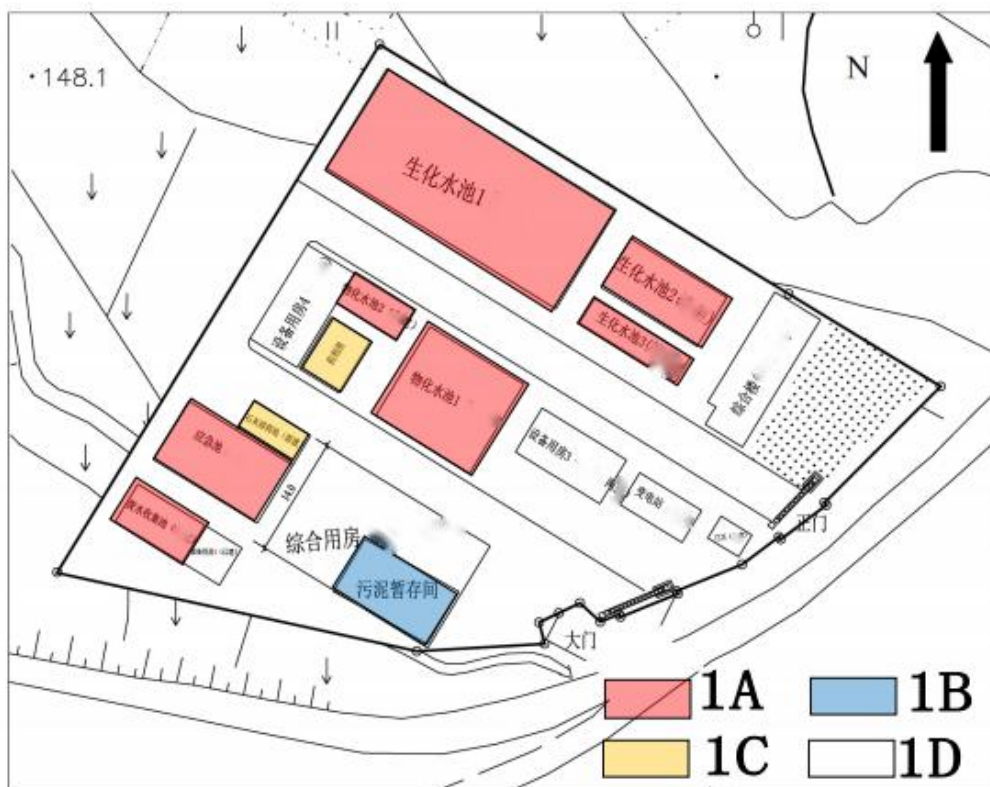 148.1
N
生化水池1
生化水池2
生化水池3
设备用房4
物化水池2
物化水池1
综合楼
应急池
设备用房3
变电站
14.0
正门
废水收集池
综合用房
污泥暂存间
大门
1A
1B
1C
1D